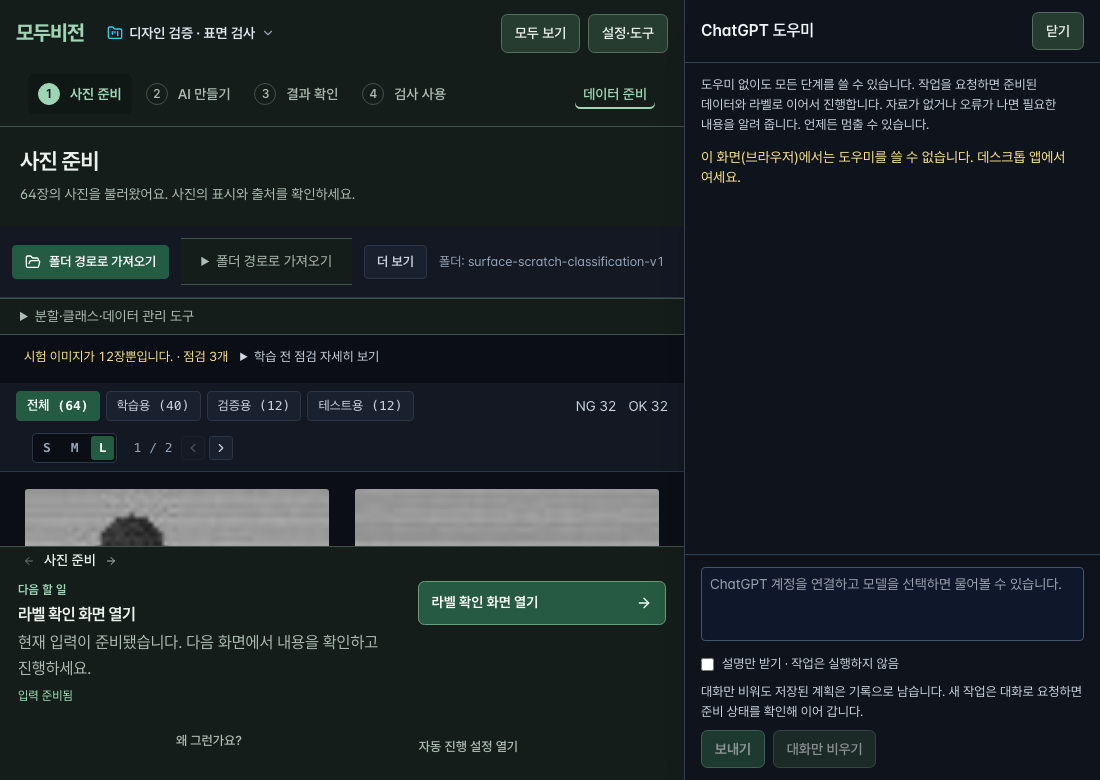 모두비전
디자인 검증 · 표면 검사
모두 보기
설정·도구
1 사진 준비
2 AI 만들기
3 결과 확인
4 검사 사용
데이터 준비
사진 준비
64장의 사진을 불러왔어요. 사진의 표시와 출처를 확인하세요.
폴더 경로로 가져오기
▶ 폴더 경로로 가져오기
더 보기
폴더: surface-scratch-classification-v1
▶ 분할·클래스·데이터 관리 도구
시험 이미지가 12장뿐입니다. · 점검 3개
▶ 학습 전 점검 자세히 보기
전체 (64)
학습용 (40)
검증용 (12)
테스트용 (12)
NG 32 OK 32
S M L
1 / 2
← 사진 준비 →
다음 할 일
라벨 확인 화면 열기
현재 입력이 준비됐습니다. 다음 화면에서 내용을 확인하고
진행하세요.
입력 준비됨
라벨 확인 화면 열기 →
왜 그런가요?
자동 진행 설정 열기
ChatGPT 도우미
닫기
도우미 없이도 모든 단계를 쓸 수 있습니다. 작업을 요청하면 준비된
데이터와 라벨로 이어서 진행합니다. 자료가 없거나 오류가 나면 필요한
내용을 알려 줍니다. 언제든 멈출 수 있습니다.
이 화면(브라우저)에서는 도우미를 쓸 수 없습니다. 데스크톱 앱에서
여세요.
ChatGPT 계정을 연결하고 모델을 선택하면 물어볼 수 있습니다.
설명만 받기 · 작업은 실행하지 않음
대화만 비워도 저장된 계획은 기록으로 남습니다. 새 작업은 대화로 요청하면
준비 상태를 확인해 이어 갑니다.
보내기
대화만 비우기